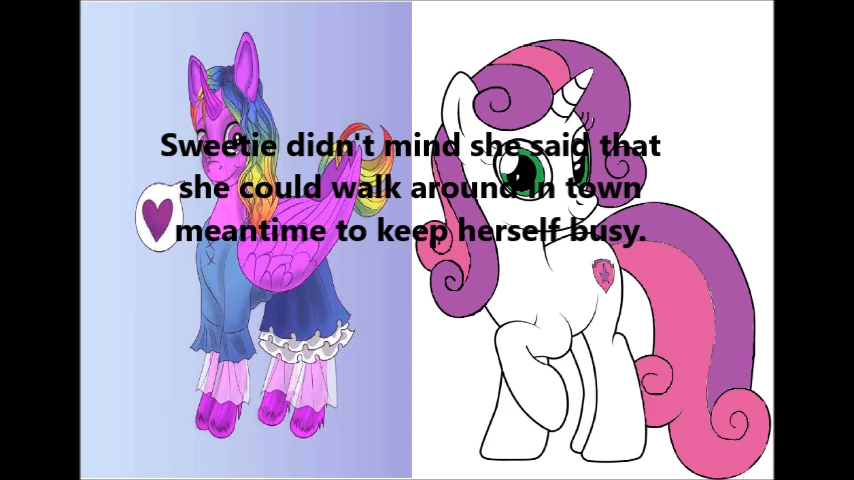 Sweetie didn't mind she said that
she could walk around in town
meantime to keep herself busy.